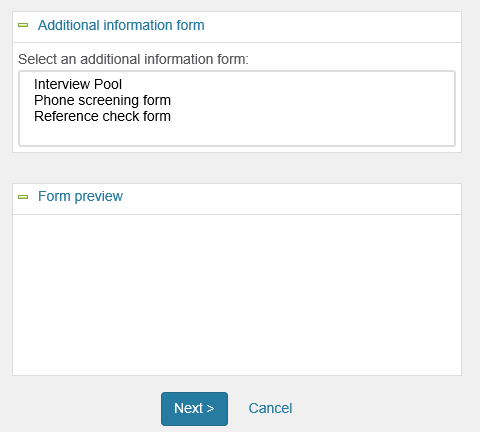 Additional information form
Select an additional information form:
Interview Pool
Phone screening form
Reference check form
Form preview
Next >
Cancel